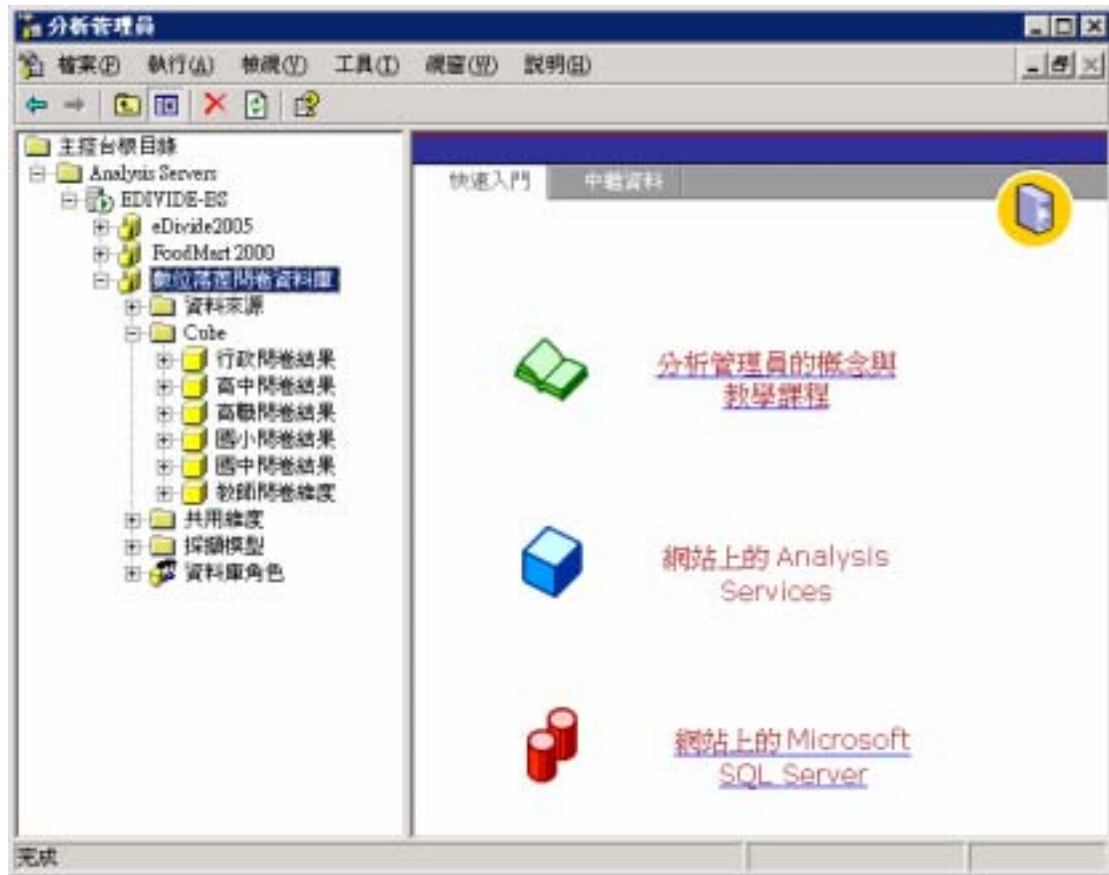 分析管理員
檔案(F) 執行(A) 檢視(V) 工具(T) 視窗(W) 說明(H)
主控台根目錄
Analysis Servers
EDIVIDE-BS
eDivide2005
FoodMart 2000
數位落差問卷資料庫
資料來源
Cube
行政問卷結果
高中問卷結果
高職問卷結果
國小問卷結果
國中問卷結果
教師問卷維度
共用維度
採擷模型
資料庫角色
快速入門 中繼資料
分析管理員的概念與
教學課程
網站上的 Analysis
Services
網站上的 Microsoft
SQL Server
完成